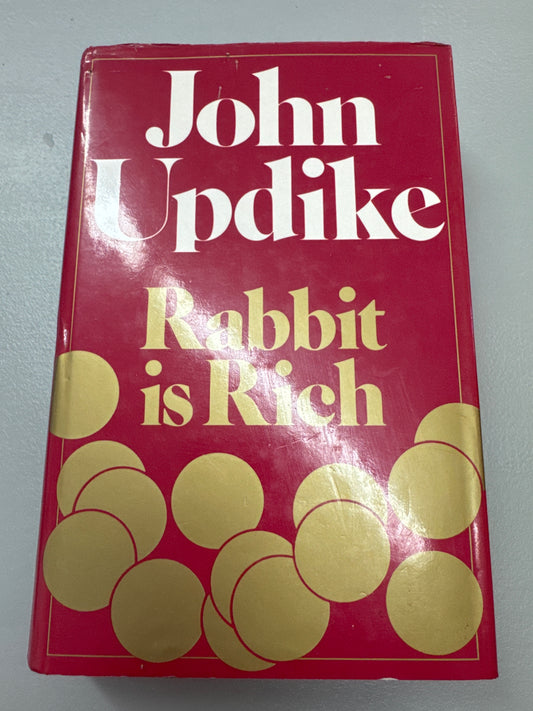 John
Updike
Rabbit
is Rich